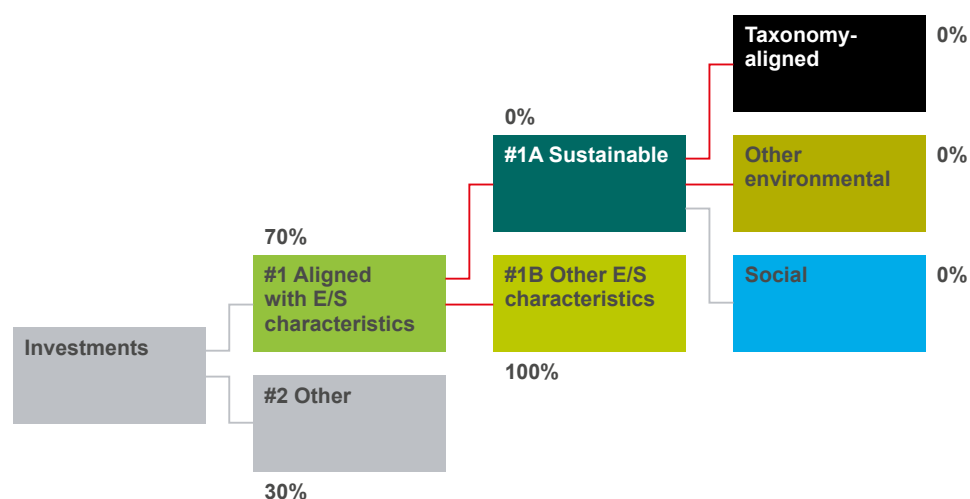 Taxonomy-
aligned
0%
0%
#1A Sustainable
Other
environmental
0%
70%
#1 Aligned
with E/S
characteristics
#1B Other E/S
characteristics
Social
0%
Investments
100%
#2 Other
30%